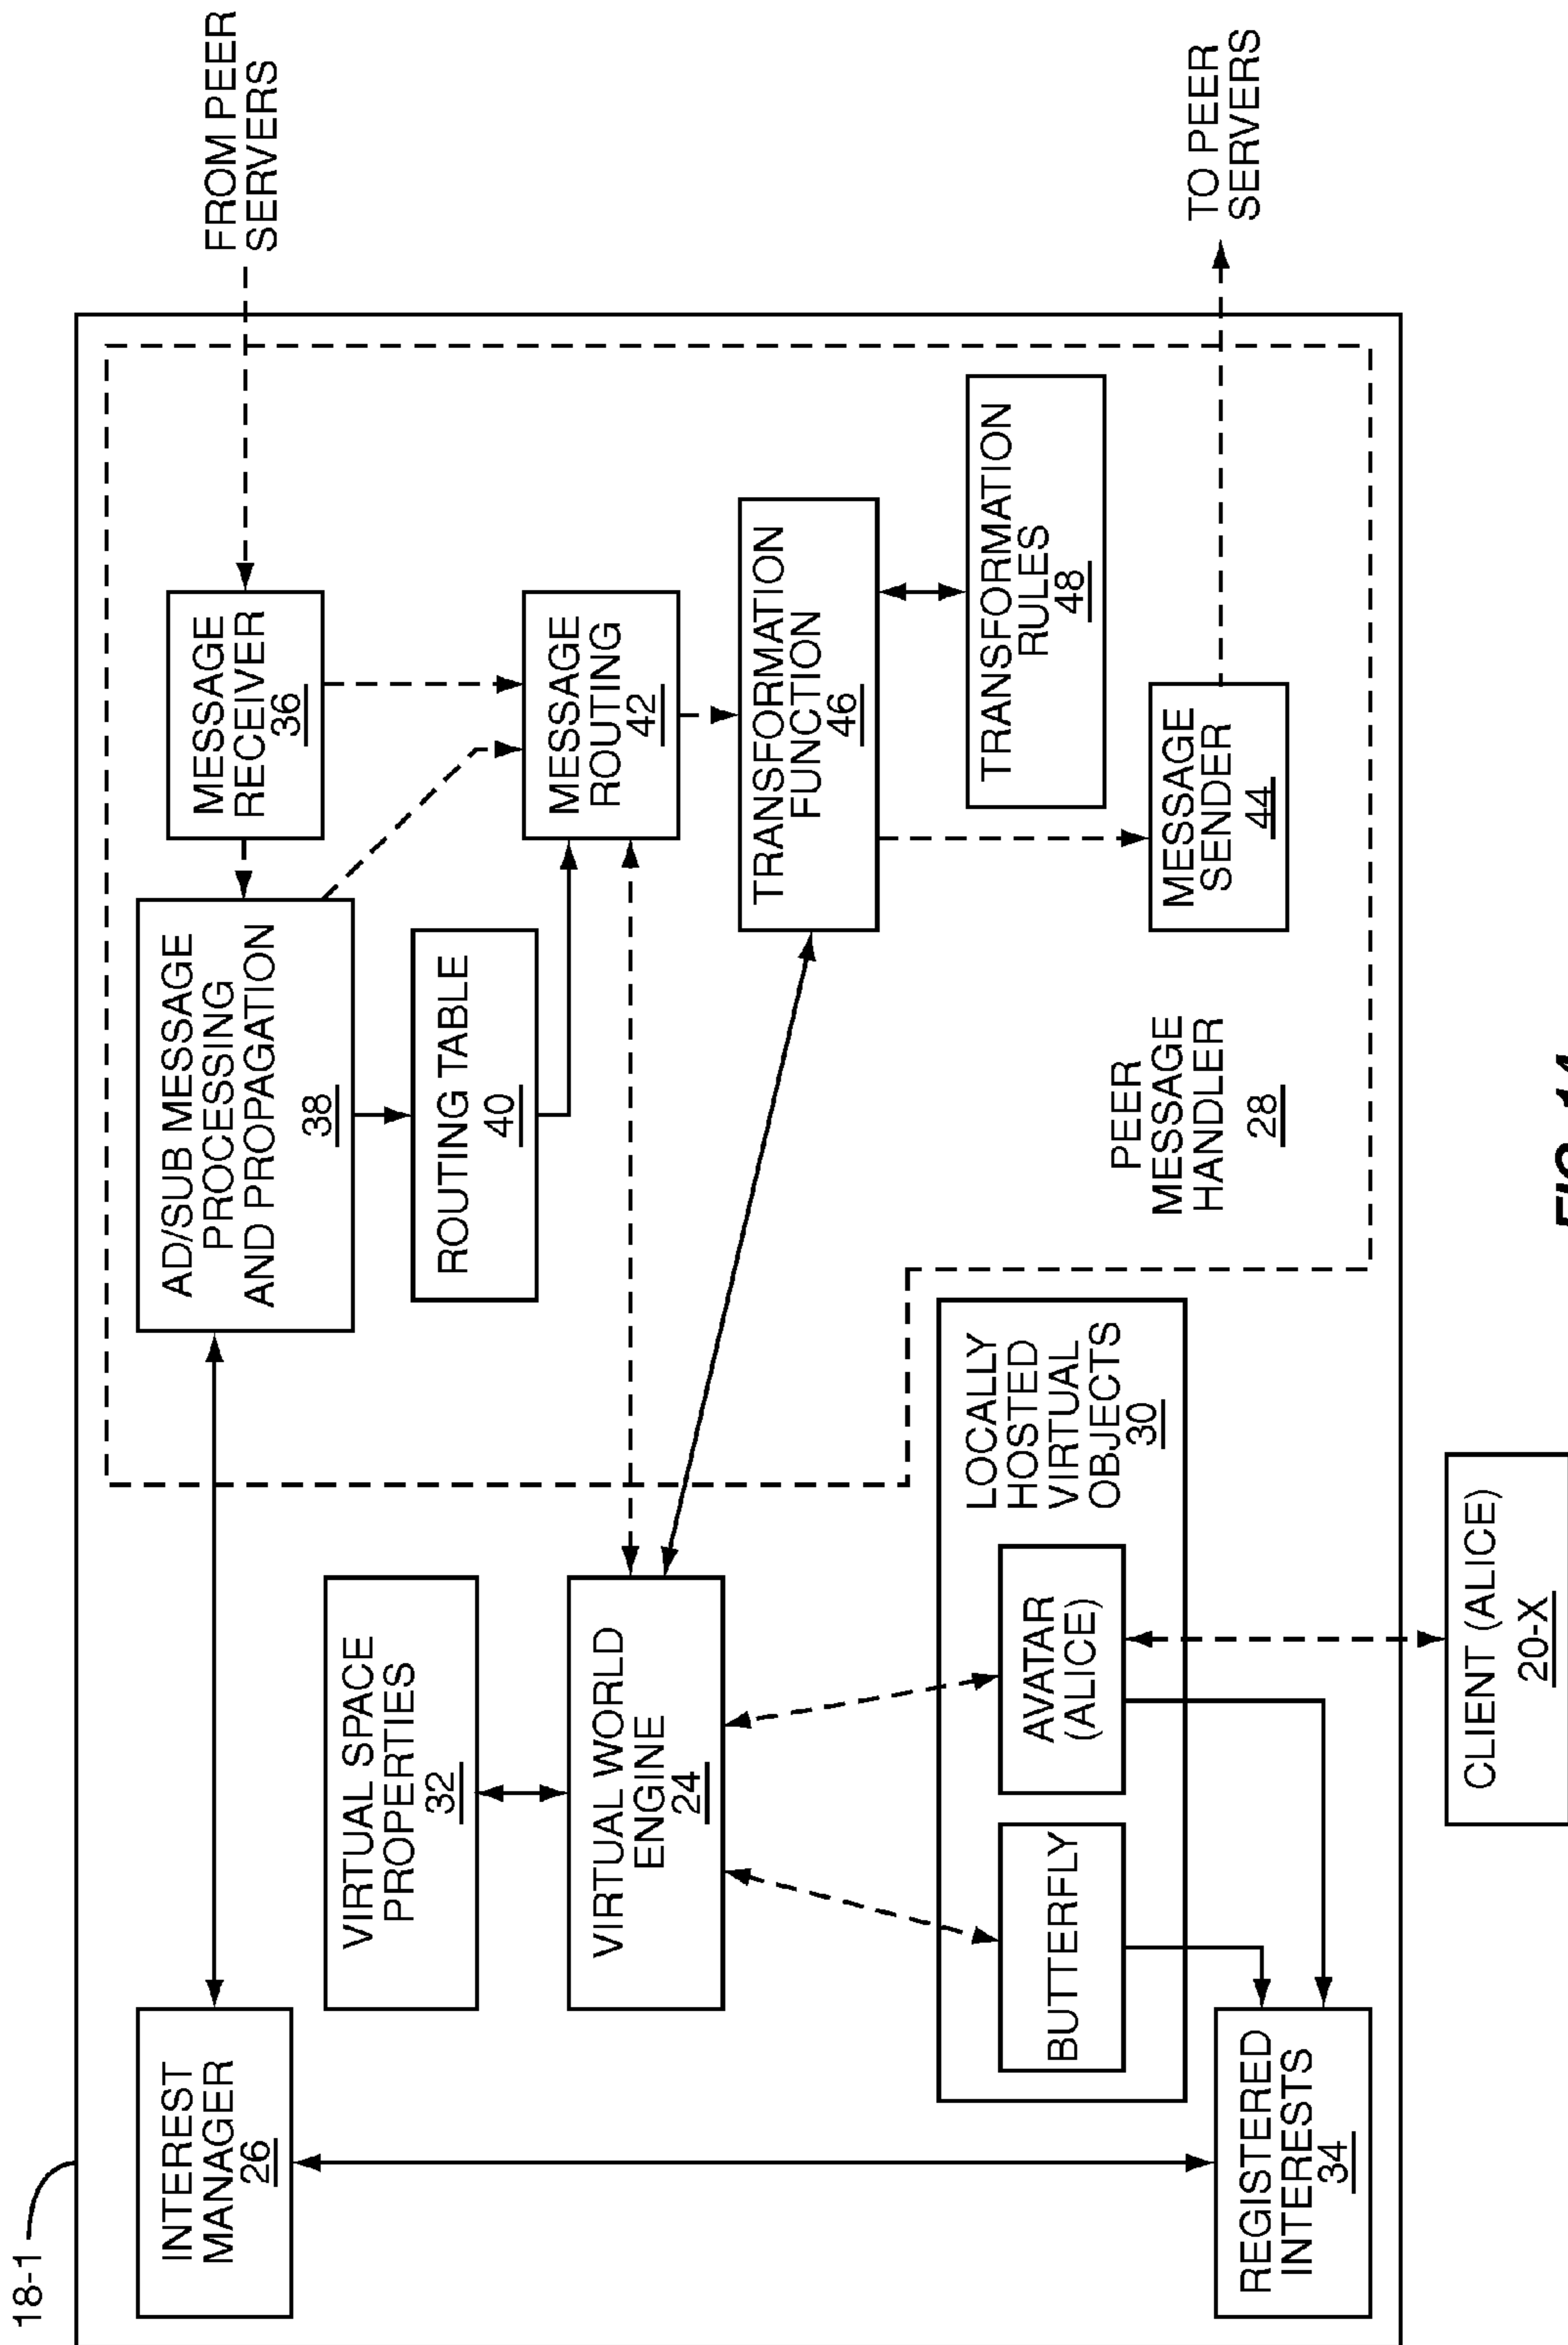 18-1
INTEREST
MANAGER
26
AD/SUB MESSAGE
PROCESSING
AND PROPAGATION
38
MESSAGE
RECEIVER
36
FROM PEER
SERVERS
VIRTUAL SPACE
PROPERTIES
32
ROUTING TABLE
40
MESSAGE
ROUTING
42
VIRTUAL WORLD
ENGINE
24
TRANSFORMATION
FUNCTION
46
TRANSFORMATION
RULES
48
LOCALLY
HOSTED
VIRTUAL
OBJECTS
30
BUTTERFLY
AVATAR
(ALICE)
PEER
MESSAGE
HANDLER
28
MESSAGE
SENDER
44
TO PEER
SERVERS
REGISTERED
INTERESTS
34
CLIENT (ALICE)
20-X